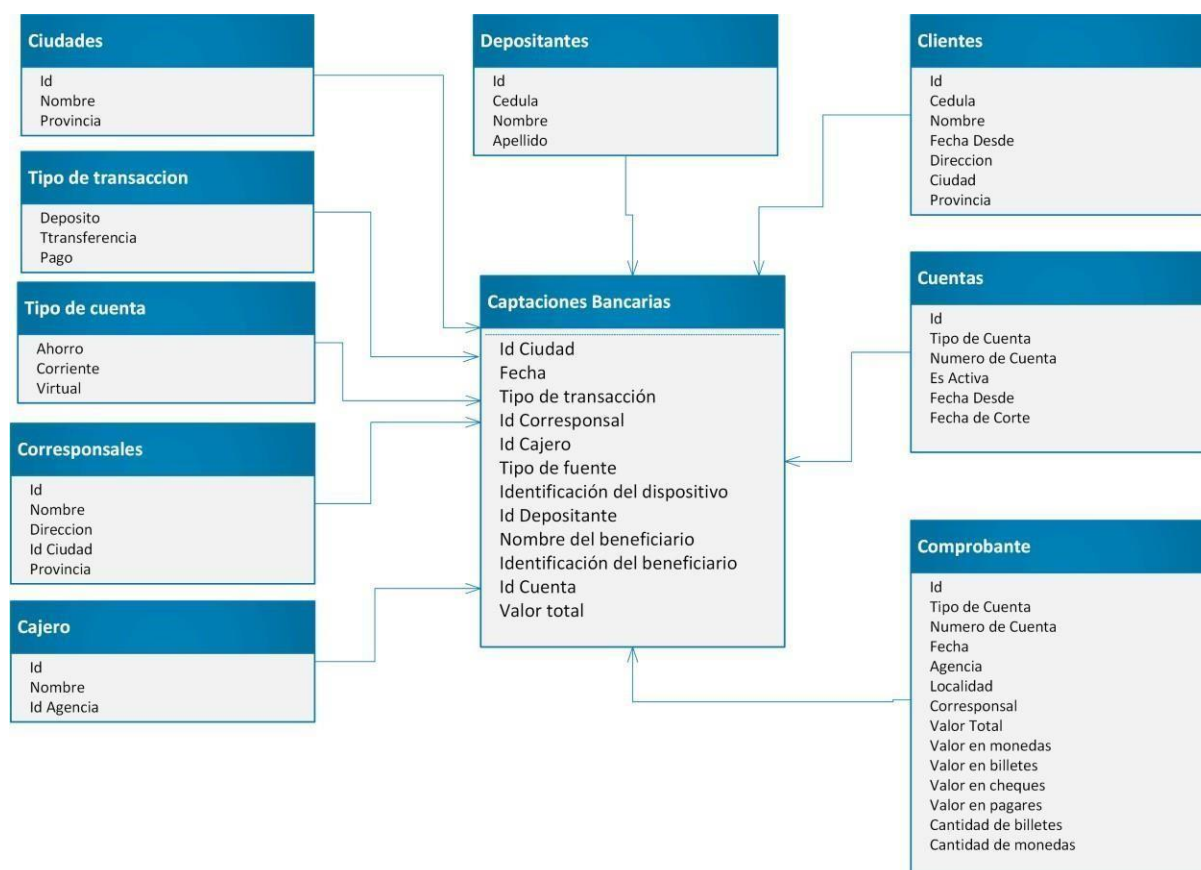 Ciudades
Id
Nombre
Provincia
Tipo de transaccion
Deposito
Ttransferencia
Pago
Tipo de cuenta
Ahorro
Corriente
Virtual
Corresponsales
Id
Nombre
Direccion
Id Ciudad
Provincia
Cajero
Id
Nombre
Id Agencia
Depositantes
Id
Cedula
Nombre
Apellido
Captaciones Bancarias
Id Ciudad
Fecha
Tipo de transacción
Id Corresponsal
Id Cajero
Tipo de fuente
Identificación del dispositivo
Id Depositante
Nombre del beneficiario
Identificación del beneficiario
Id Cuenta
Valor total
Clientes
Id
Cedula
Nombre
Fecha Desde
Direccion
Ciudad
Provincia
Cuentas
Id
Tipo de Cuenta
Numero de Cuenta
Es Activa
Fecha Desde
Fecha de Corte
Comprobante
Id
Tipo de Cuenta
Numero de Cuenta
Fecha
Agencia
Localidad
Corresponsal
Valor Total
Valor en monedas
Valor en billetes
Valor en cheques
Valor en pagares
Cantidad de billetes
Cantidad de monedas